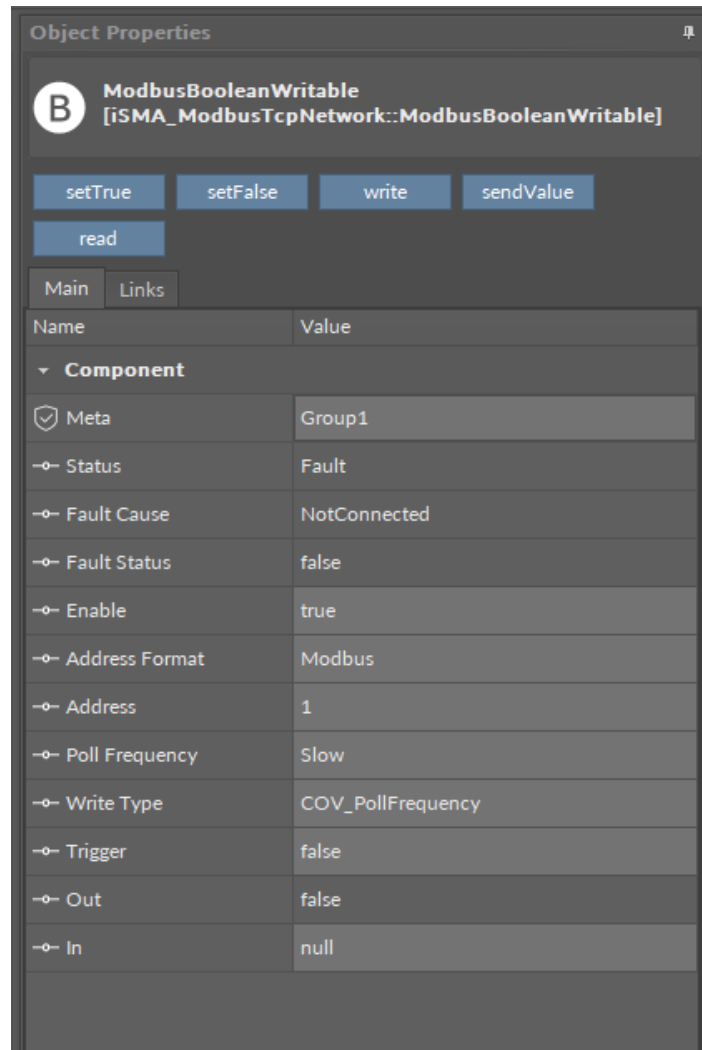 Object Properties
B
ModbusBooleanWritable
[iSMA_ModbusTcpNetwork::ModbusBooleanWritable]
setTrue setFalse write sendValue
read
Main Links
Name Value
Component
Meta Group1
Status Fault
Fault Cause NotConnected
Fault Status false
Enable true
Address Format Modbus
Address 1
Poll Frequency Slow
Write Type COV_PollFrequency
Trigger false
Out false
In null